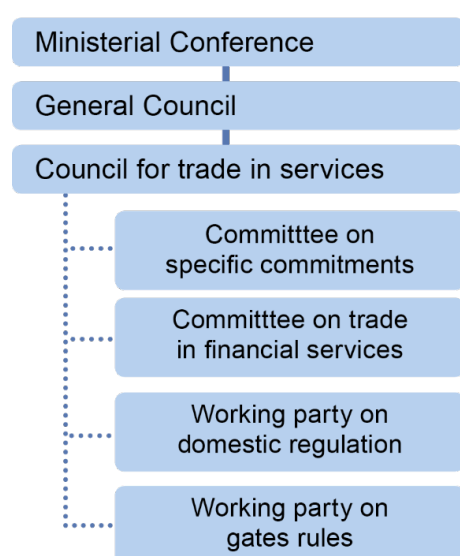 Ministerial Conference
General Council
Council for trade in services
Committtee on
specific commitments
Committtee on trade
in financial services
Working party on
domestic regulation
Working party on
gates rules